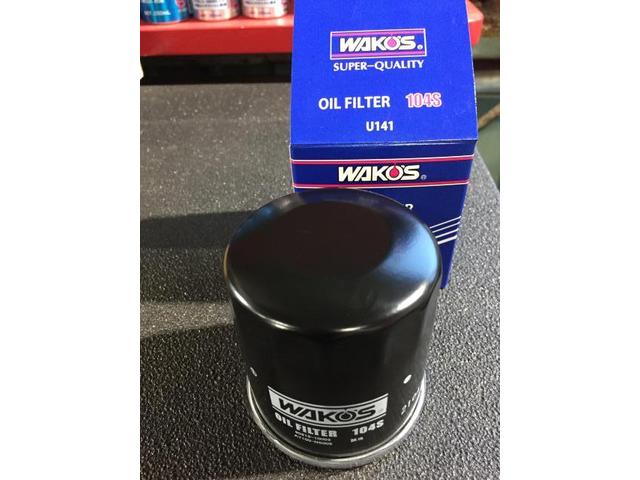 WAKO'S®
SUPER-QUALITY
OIL FILTER 104S
U141
WAKO'S®
WAKO'S
OIL FILTER 104S